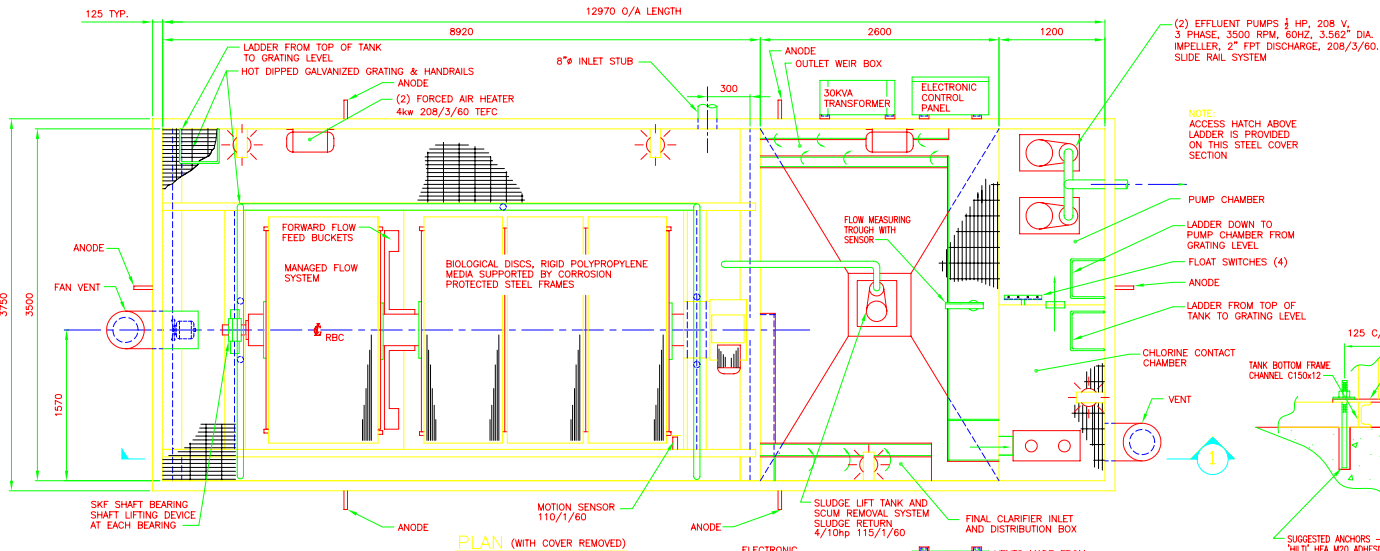 125 TYP.
12970 O/A LENGTH
8920
2600
1200
(2) EFFLUENT PUMPS ½ HP, 208 V,
3 PHASE, 3500 RPM, 60HZ, 3.562" DIA.
IMPELLER, 2" FPT DISCHARGE, 208/3/60.
SLIDE RAIL SYSTEM
LADDER FROM TOP OF TANK
TO GRATING LEVEL
HOT DIPPED GALVANIZED GRATING & HANDRAILS
ANODE
(2) FORCED AIR HEATER
4kw 208/3/60 TEFC
8"ø INLET STUB
300
ANODE
OUTLET WEIR BOX
30KVA
TRANSFORMER
ELECTRONIC
CONTROL
PANEL
NOTE:
ACCESS HATCH ABOVE
LADDER IS PROVIDED
ON THIS STEEL COVER
SECTION
PUMP CHAMBER
LADDER DOWN TO
PUMP CHAMBER FROM
GRATING LEVEL
FLOAT SWITCHES (4)
ANODE
LADDER FROM TOP OF
TANK TO GRATING LEVEL
CHLORINE CONTACT
CHAMBER
VENT
FORWARD FLOW
FEED BUCKETS
MANAGED FLOW
SYSTEM
BIOLOGICAL DISCS, RIGID POLYPROPYLENE
MEDIA SUPPORTED BY CORROSION
PROTECTED STEEL FRAMES
FLOW MEASURING
TROUGH WITH
SENSOR
RBC
ANODE
FAN VENT
3750
3500
1570
125 C/
TANK BOTTOM FRAME
CHANNEL C150x12
1
SKF SHAFT BEARING
SHAFT LIFTING DEVICE
AT EACH BEARING
ANODE
MOTION SENSOR
110/1/60
ANODE
SLUDGE LIFT TANK AND
SCUM REMOVAL SYSTEM
SLUDGE RETURN
4/10hp 115/1/60
FINAL CLARIFIER INLET
AND DISTRIBUTION BOX
PLAN (WITH COVER REMOVED)
ELECTRONIC
SUGGESTED ANCHORS -
'HILTI' HEA M20 ADHES